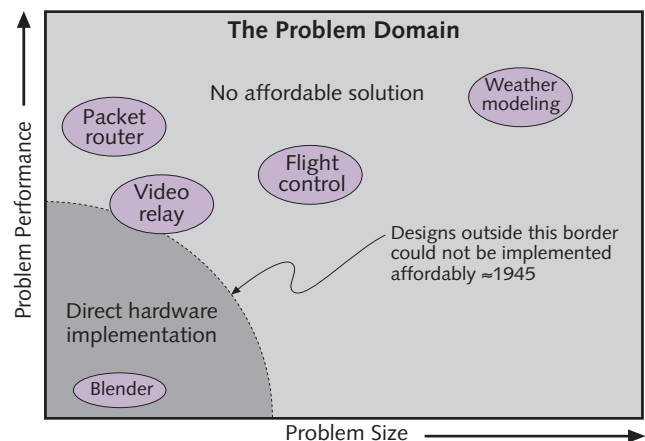 The Problem Domain
Weather
modeling
No affordable solution
Packet
router
Flight
control
Video
relay
Designs outside this border
could not be implemented
affordably ≈1945
Direct hardware
implementation
Blender
Problem Performance
Problem Size